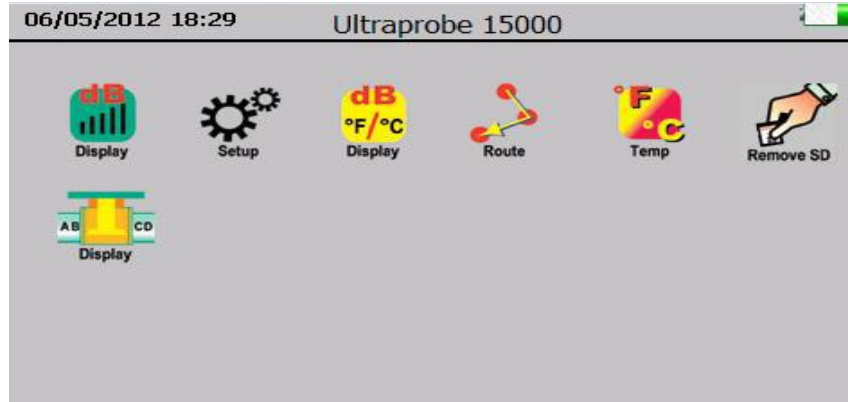 06/05/2012 18:29 Ultraprobe 15000
dB
Display
Setup
dB
°F/°C
Display
Route
°F
°C
Temp
Remove SD
AB CD
Display